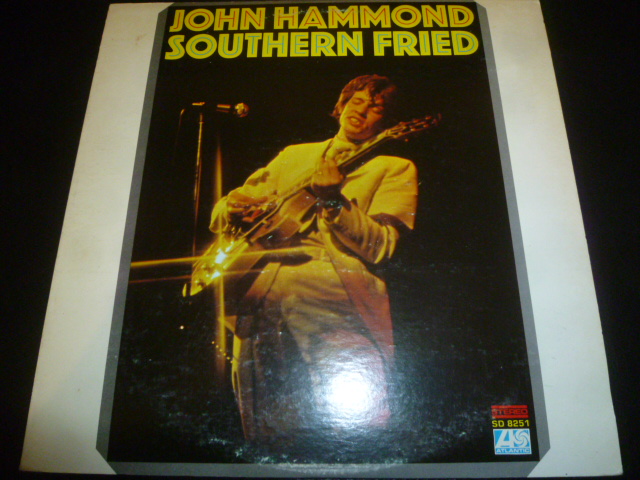 JOHN HAMMOND
SOUTHERN FRIED
STEREO
SD 8251
ATLANTIC